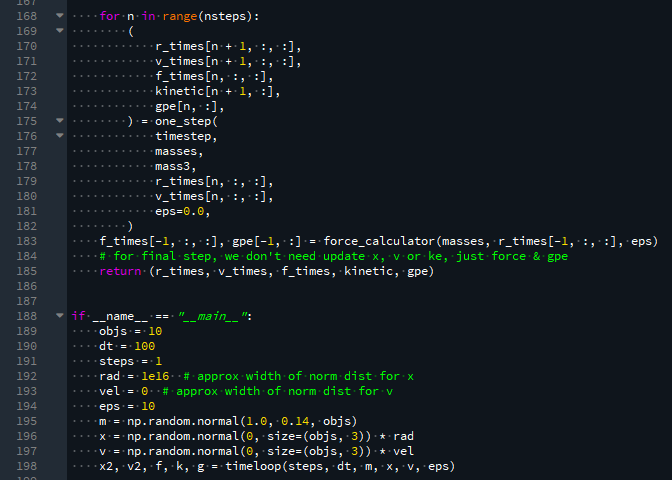 168 for n in range(nsteps):
169 (
170 r_times[n + 1, :, :],
171 v_times[n + 1, :, :],
172 f_times[n, :, :],
173 kinetic[n + 1, :],
174 gpe[n, :],
175 ) = one_step(
176 timestep,
177 masses,
178 mass3,
179 r_times[n, :, :],
180 v_times[n, :, :],
181 eps=0.0,
182 )
183 f_times[-1, :, :], gpe[-1, :] = force_calculator(masses, r_times[-1, :, :], eps)
184 # for final step, we don't need update x, v or ke, just force & gpe
185 return (r_times, v_times, f_times, kinetic, gpe)
186
187
188 if __name__ == "__main__":
189 objs = 10
190 dt = 100
191 steps = 1
192 rad = 1e16 # approx width of norm dist for x
193 vel = 0 # approx width of norm dist for v
194 eps = 10
195 m = np.random.normal(1.0, 0.14, objs)
196 x = np.random.normal(0, size=(objs, 3)) * rad
197 v = np.random.normal(0, size=(objs, 3)) * vel
198 x2, v2, f, k, g = timeloop(steps, dt, m, x, v, eps)